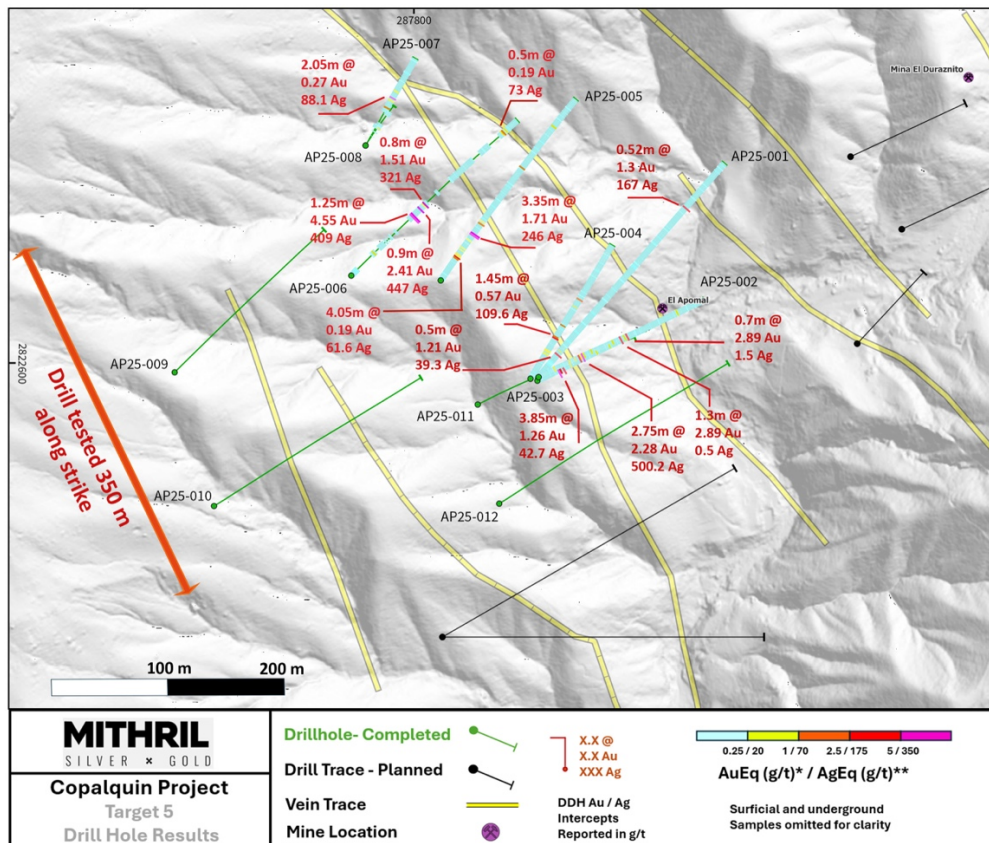 287800
AP25-007
2.05m @
0.27 Au
88.1 Ag
0.5m @
0.19 Au
73 Ag
Mina El Duraznito
AP25-005
AP25-008
0.8m @
1.51 Au
321 Ag
0.52m @
1.3 Au
167 Ag
AP25-001
1.25m @
4.55 Au
409 Ag
3.35m @
1.71 Au
246 Ag
AP25-004
0.9m @
2.41 Au
447 Ag
AP25-006
1.45m @
0.57 Au
109.6 Ag
AP25-002
El Apomal
4.05m @
0.19 Au
61.6 Ag
0.5m @
1.21 Au
39.3 Ag
0.7m @
2.89 Au
1.5 Ag
2822600
AP25-009
Drill tested 350 m
along strike
AP25-003
AP25-011
3.85m @
1.26 Au
42.7 Ag
2.75m @
2.28 Au
500.2 Ag
1.3m @
2.89 Au
0.5 Ag
AP25-010
AP25-012
100 m
200 m
MITHRIL
SILVER × GOLD
Copalquin Project
Target 5
Drill Hole Results
Drillhole- Completed
Drill Trace - Planned
Vein Trace
Mine Location
X.X @
X.X Au
XXX Ag
DDH Au / Ag
Intercepts
Reported in g/t
0.25 / 20
1 / 70
2.5 / 175
5 / 350
AuEq (g/t)* / AgEq (g/t)**
Surficial and underground
Samples omitted for clarity